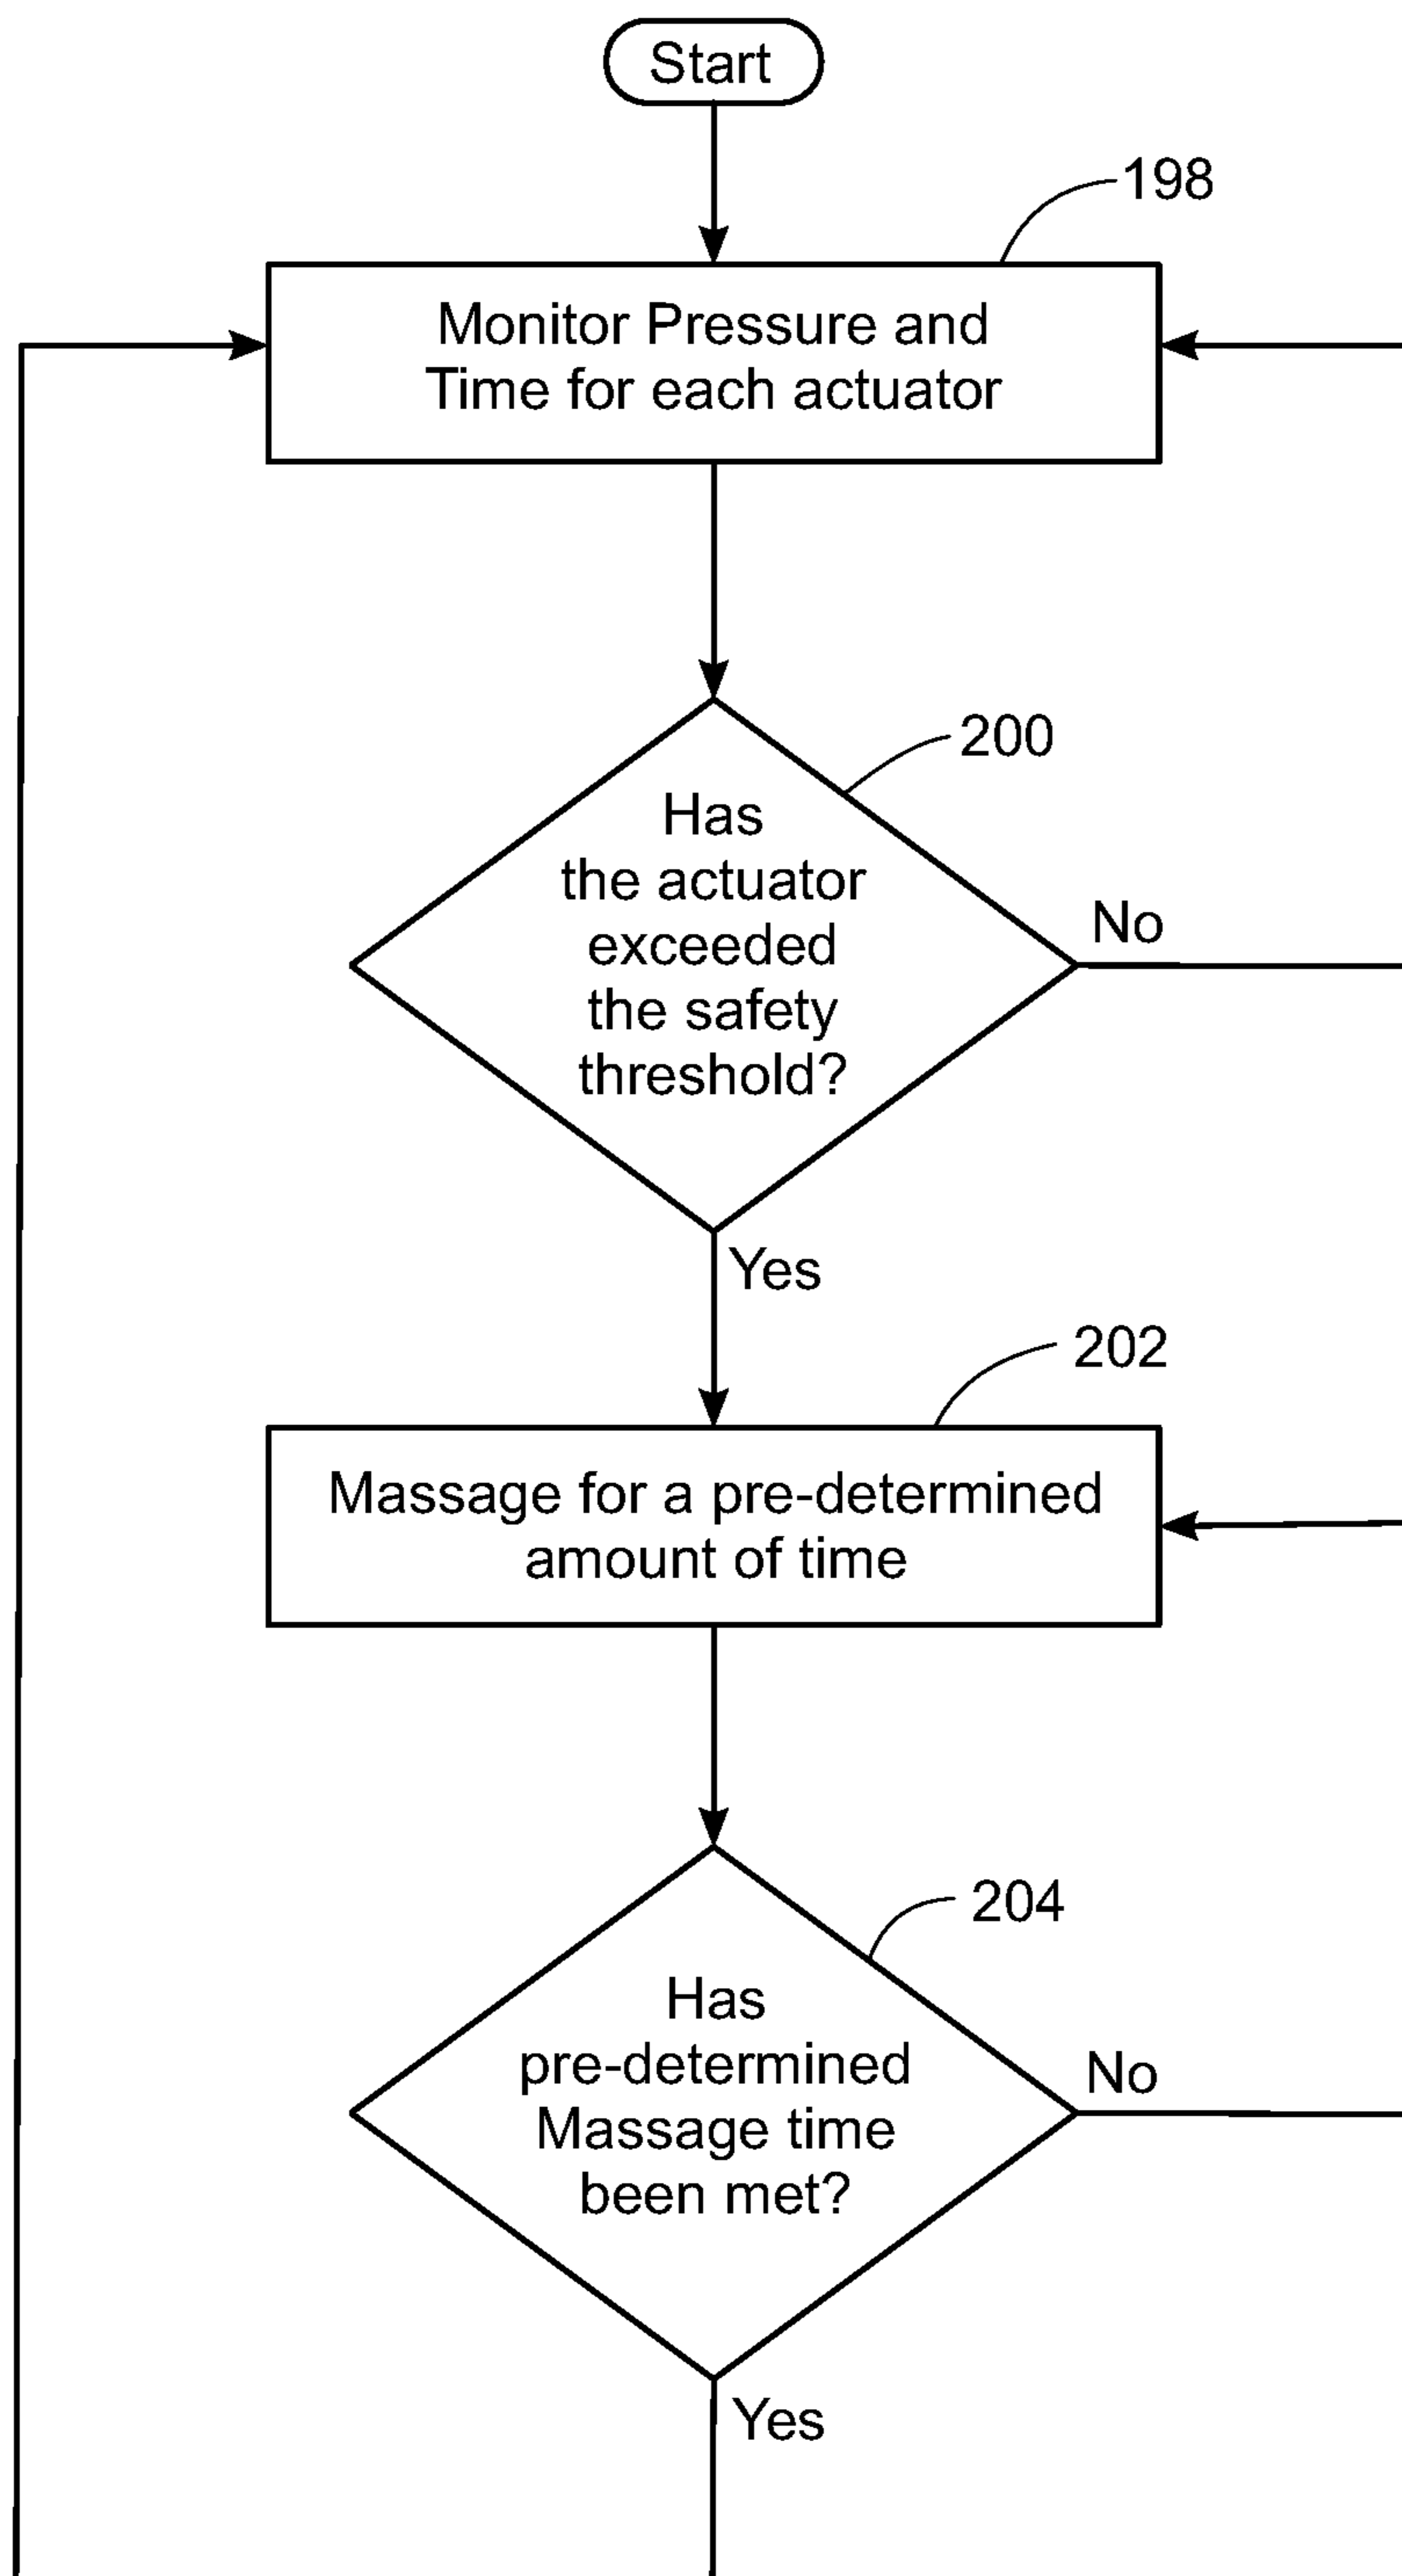 Start
198
Monitor Pressure and
Time for each actuator
200
Has
the actuator
exceeded
the safety
threshold?
No
Yes
202
Massage for a pre-determined
amount of time
204
Has
pre-determined
Massage time
been met?
No
Yes